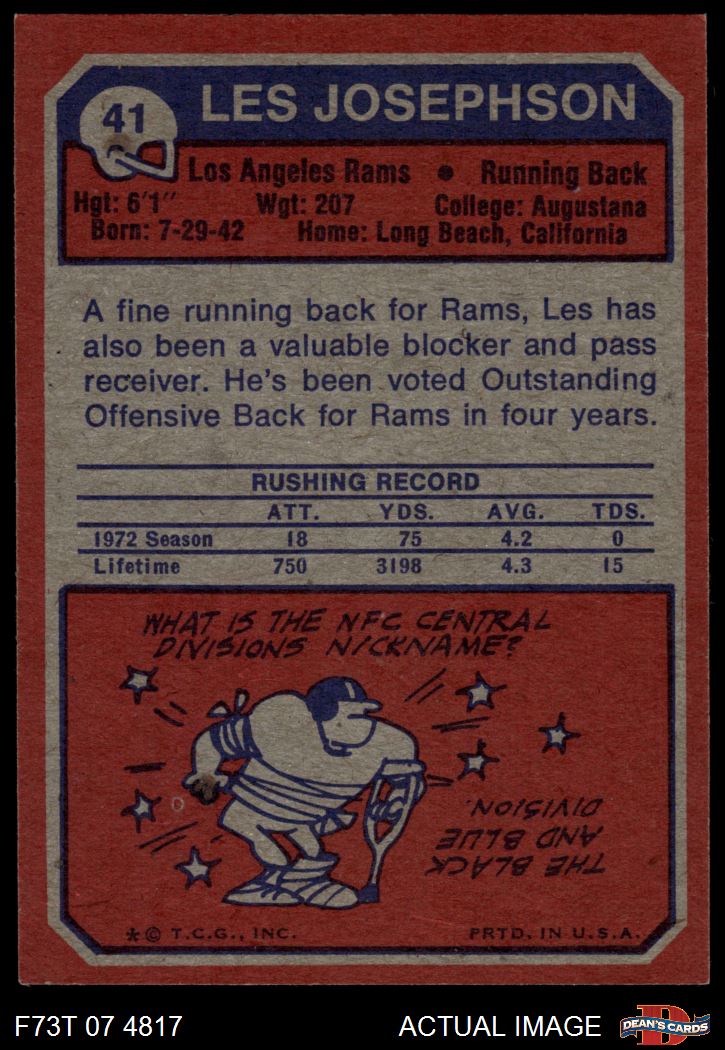 41
LES JOSEPHSON
Los Angeles Rams • Running Back
Hgt: 6'1" Wgt: 207 College: Augustana
Born: 7-29-42 Home: Long Beach, California
A fine running back for Rams, Les has
also been a valuable blocker and pass
receiver. He's been voted Outstanding
Offensive Back for Rams in four years.
RUSHING RECORD
ATT. YDS. AVG. TDS.
1972 Season 18 75 4.2 0
Lifetime 750 3198 4.3 15
WHAT IS THE NFC CENTRAL
DIVISIONS NICKNAME?
THE BLACK
AND BLUE
DIVISION.
* © T.C.G., INC. PRTD. IN U.S.A.
F73T 07 4817 ACTUAL IMAGE
D
DEAN'S CARDS